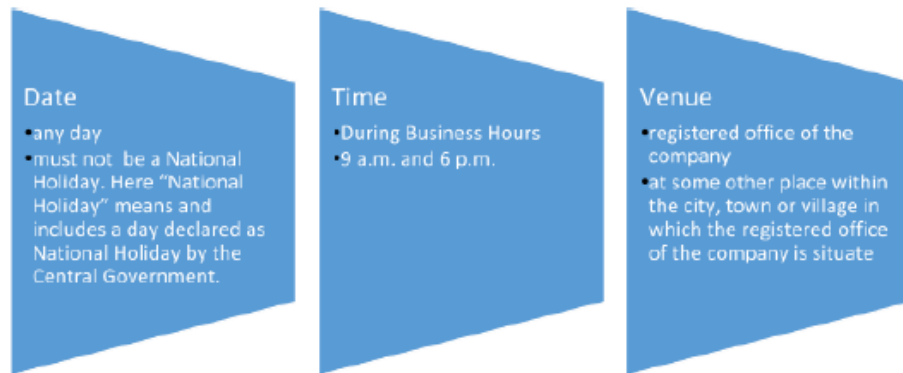 Date
•any day
•must not be a National
Holiday. Here “National
Holiday” means and
includes a day declared as
National Holiday by the
Central Government.
Time
•During Business Hours
•9 a.m. and 6 p.m.
Venue
•registered office of the
company
•at some other place within
the city, town or village in
which the registered office
of the company is situate